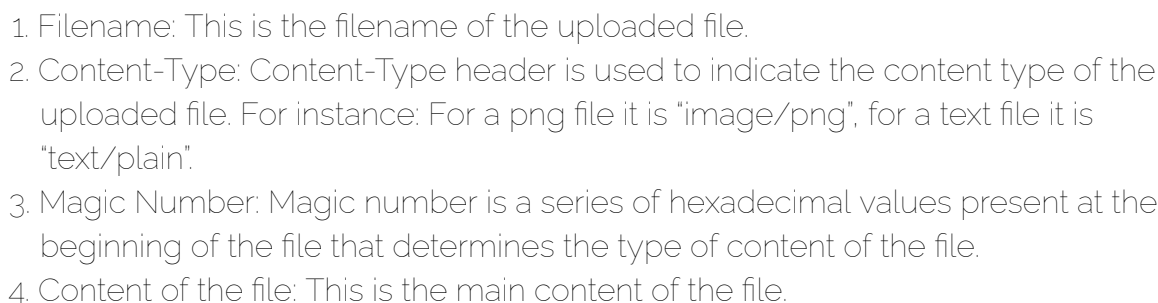 1. Filename: This is the filename of the uploaded file.
2. Content-Type: Content-Type header is used to indicate the content type of the
uploaded file. For instance: For a png file it is “image/png”, for a text file it is
“text/plain”.
3. Magic Number: Magic number is a series of hexadecimal values present at the
beginning of the file that determines the type of content of the file.
4. Content of the file: This is the main content of the file.